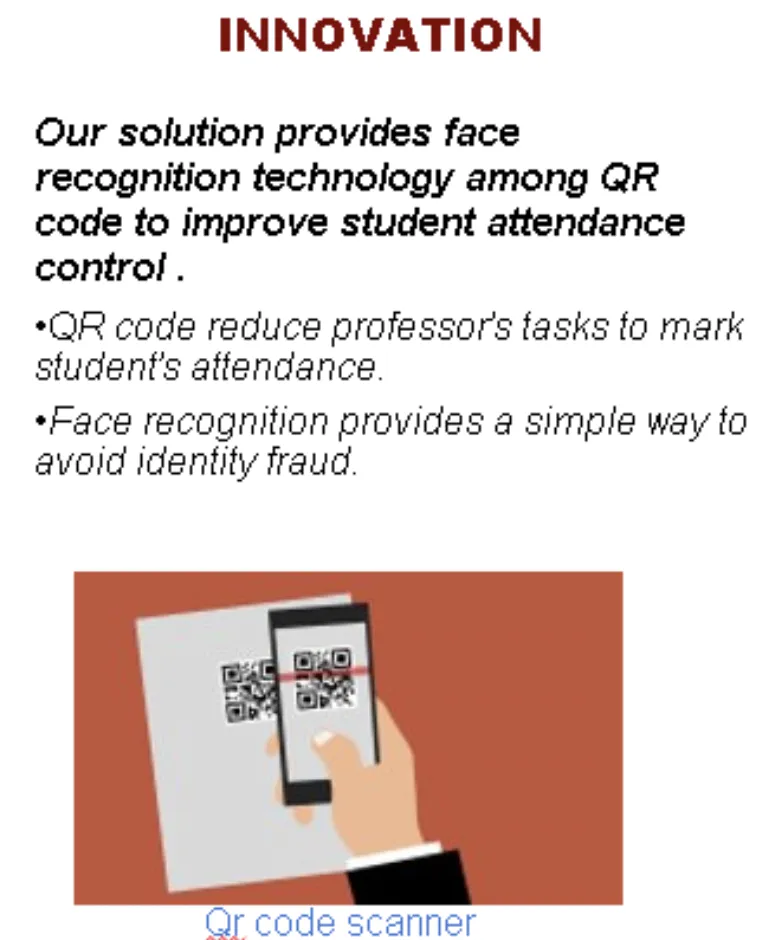 INNOVATION
Our solution provides face
recognition technology among QR
code to improve student attendance
control .
•QR code reduce professor's tasks to mark
student's attendance.
•Face recognition provides a simple way to
avoid identity fraud.
Qr code scanner